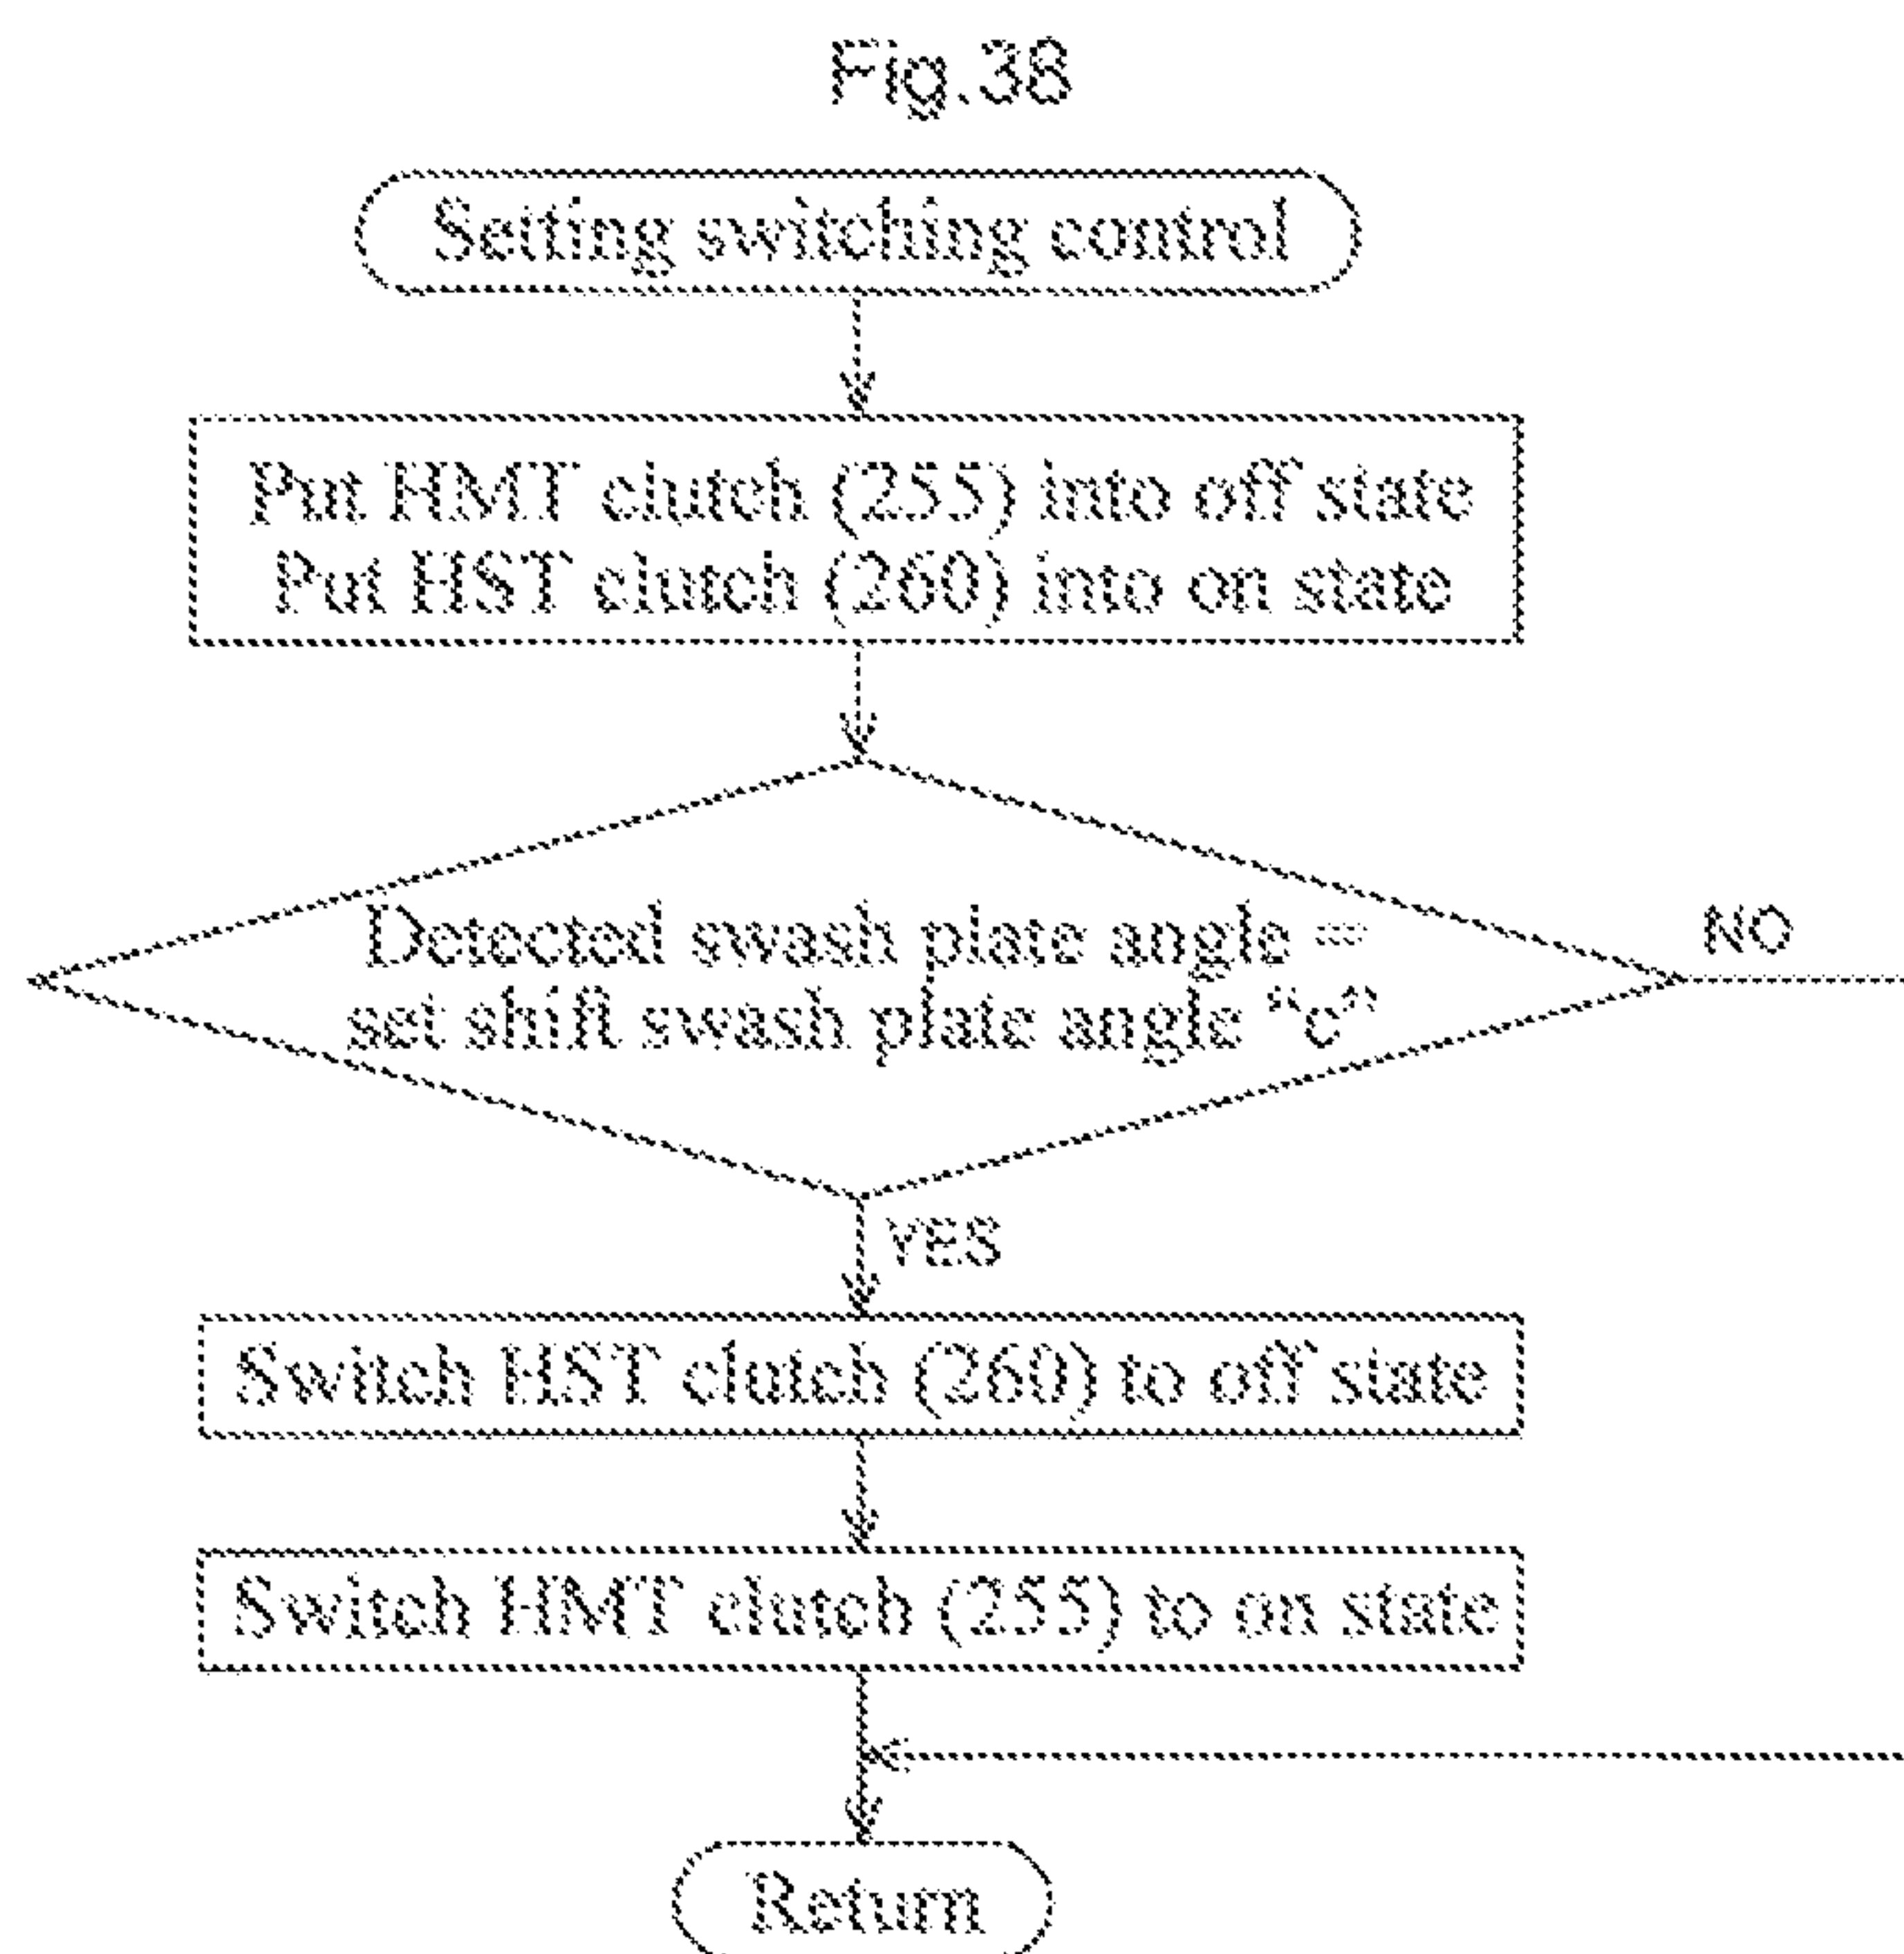 Fig.38
Setting switching control
Put HMT clutch (255) into off state
Put HST clutch (260) into on state
Detected swash plate angle =
set shift swash plate angle “c”
NO
YES
Switch HST clutch (260) to off state
Switch HMT clutch (255) to on state
Return